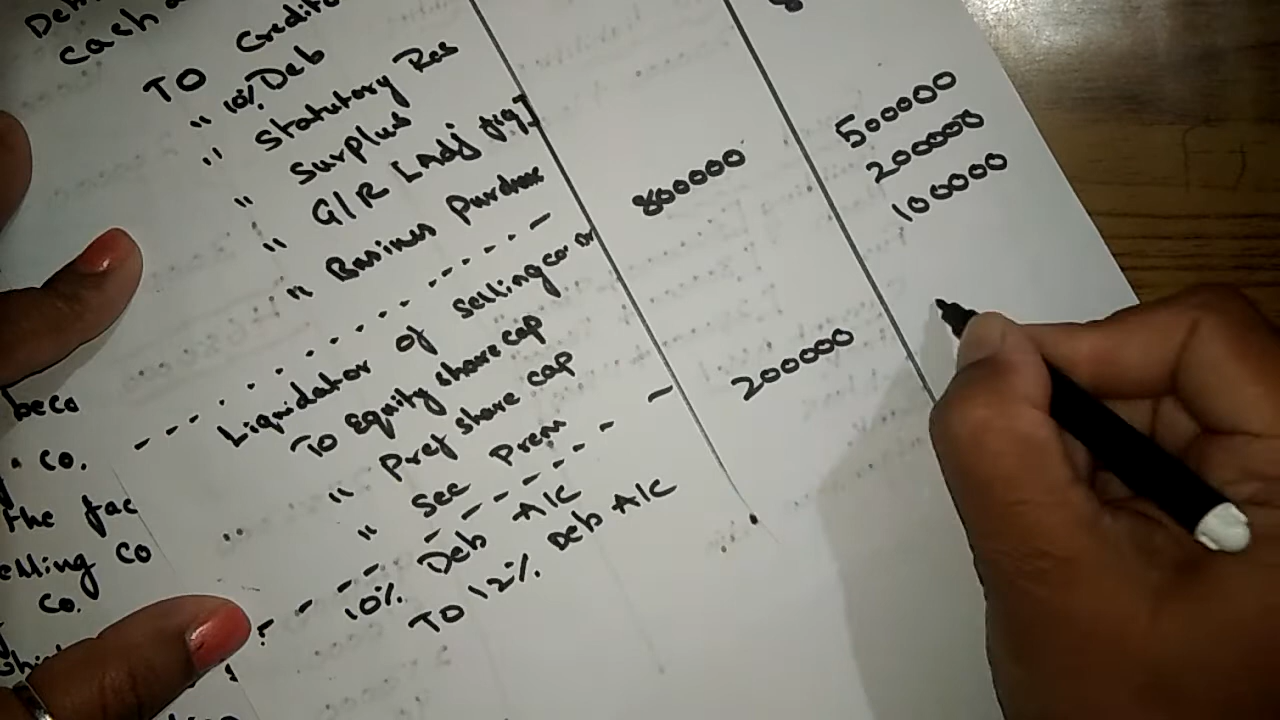 Cash
TO Credito
" 10% Deb
" Statutory Res
" Surplus
" G/R [Adj fig]
" Business Purchase
Liquidator of selling co Dr 800000
To Equity share cap 500000
" Pref share cap 200000
" Sec Prem 100000
10% Deb A/C 200000
TO 12% Deb A/C
beco
co.
the fac
elling Co
Co.